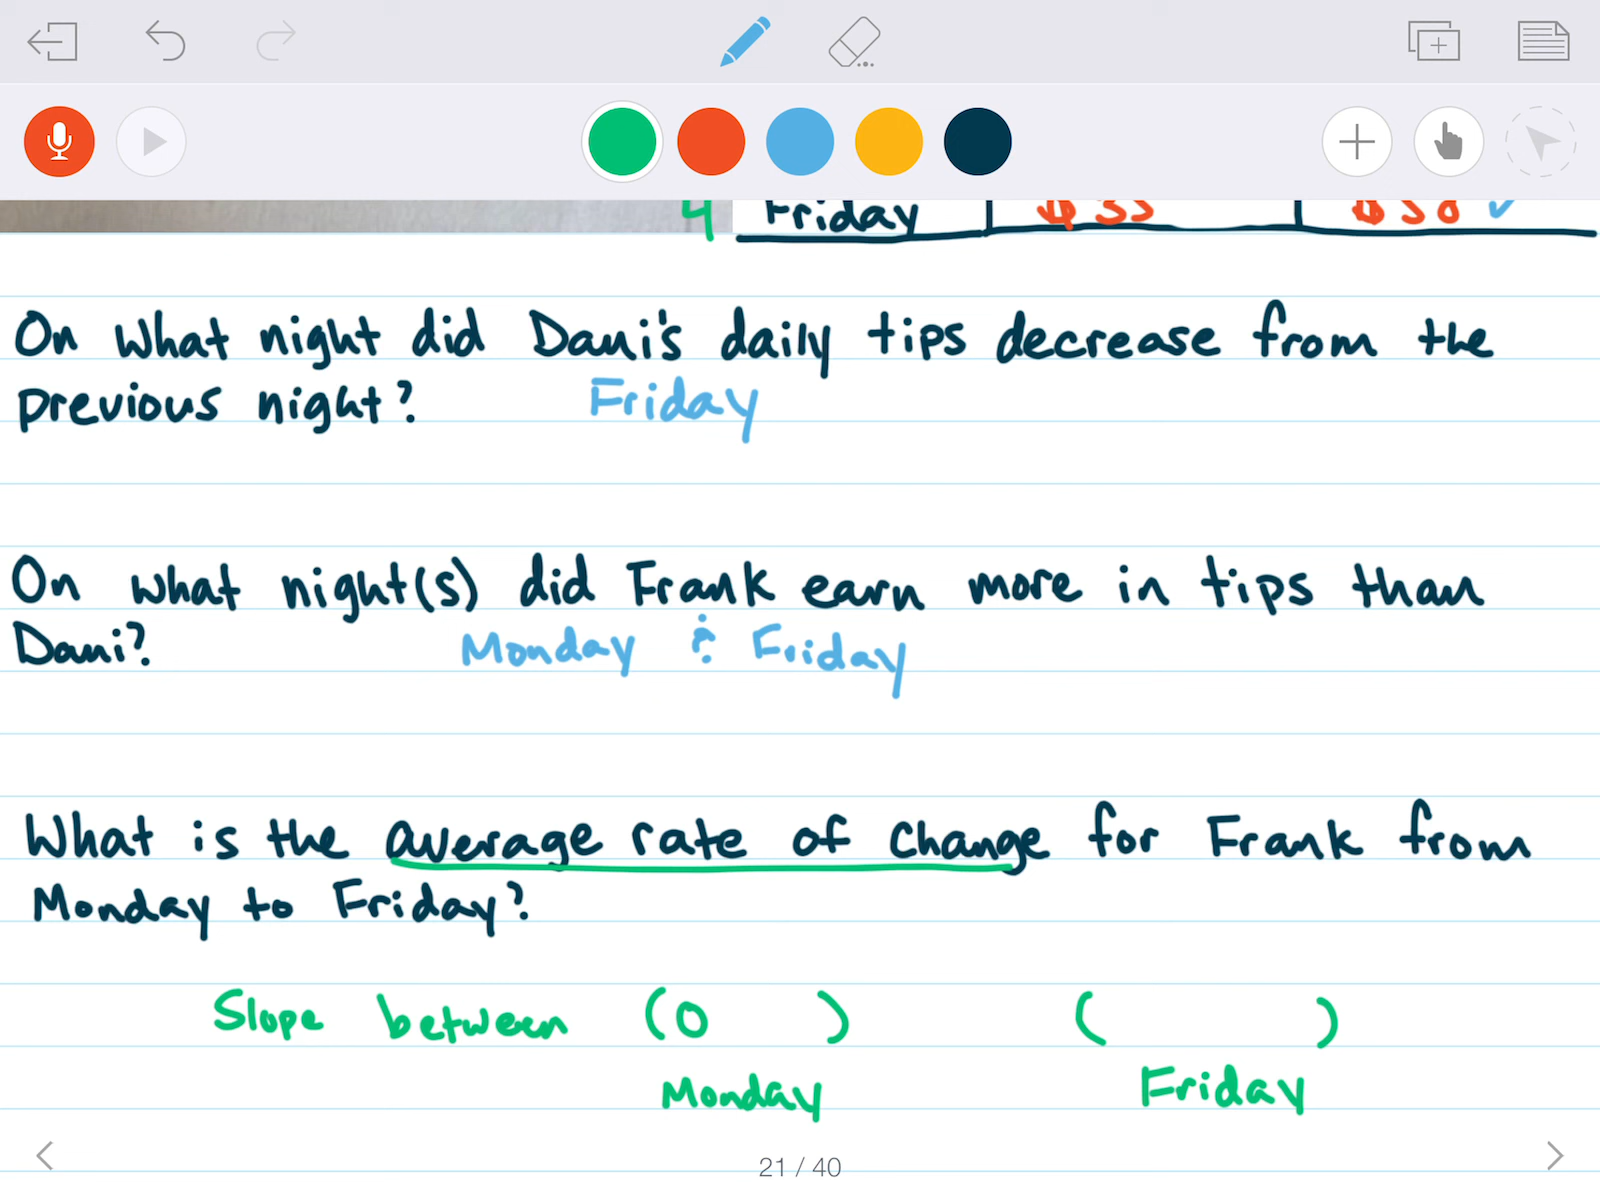 4 Friday
On what night did Dani's daily tips decrease from the
previous night? Friday
On what night(s) did Frank earn more in tips than
Dani? Monday & Friday
What is the average rate of change for Frank from
Monday to Friday?
Slope between (0 ) ( )
Monday Friday
21 / 40